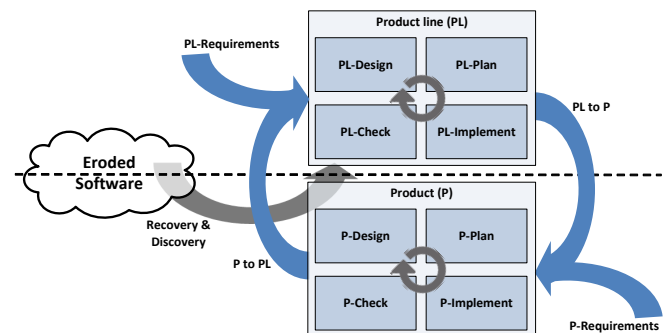 Product line (PL)
PL-Requirements
PL-Design
PL-Plan
PL-Check
PL-Implement
PL to P
Eroded
Software
Recovery &
Discovery
P to PL
Product (P)
P-Design
P-Plan
P-Check
P-Implement
P-Requirements